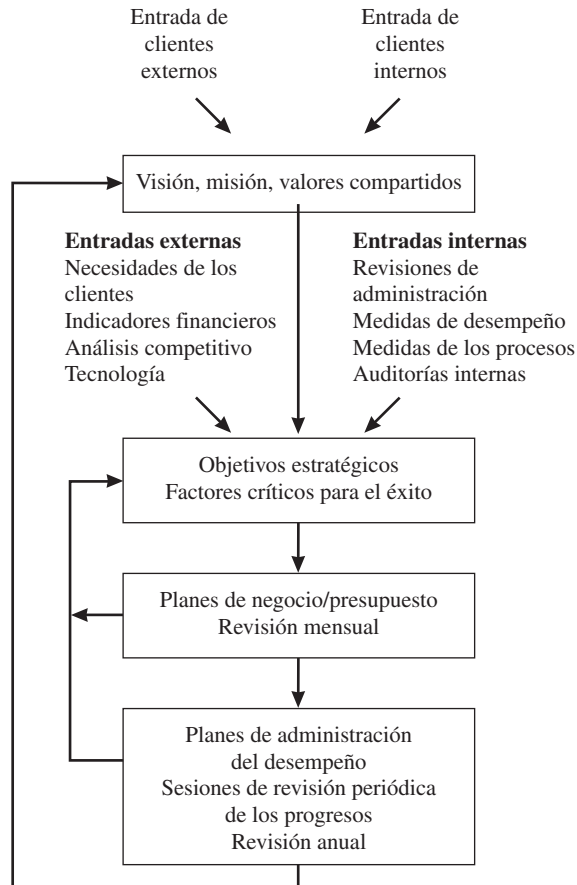 Entrada de
clientes
externos
Entrada de
clientes
internos
Visión, misión, valores compartidos
Entradas externas
Necesidades de los
clientes
Indicadores financieros
Análisis competitivo
Tecnología
Entradas internas
Revisiones de
administración
Medidas de desempeño
Medidas de los procesos
Auditorías internas
Objetivos estratégicos
Factores críticos para el éxito
Planes de negocio/presupuesto
Revisión mensual
Planes de administración
del desempeño
Sesiones de revisión periódica
de los progresos
Revisión anual